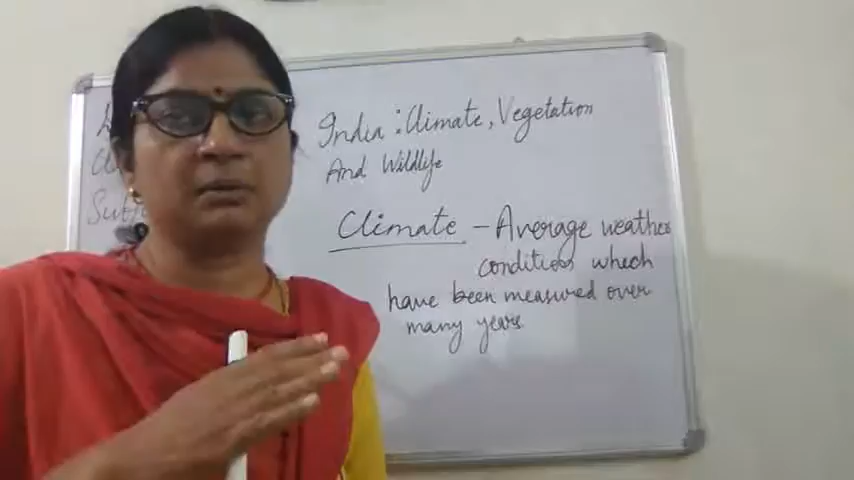 India : Climate, Vegetation
And Wildlife
Climate - Average weather
conditions which
have been measured over
many years